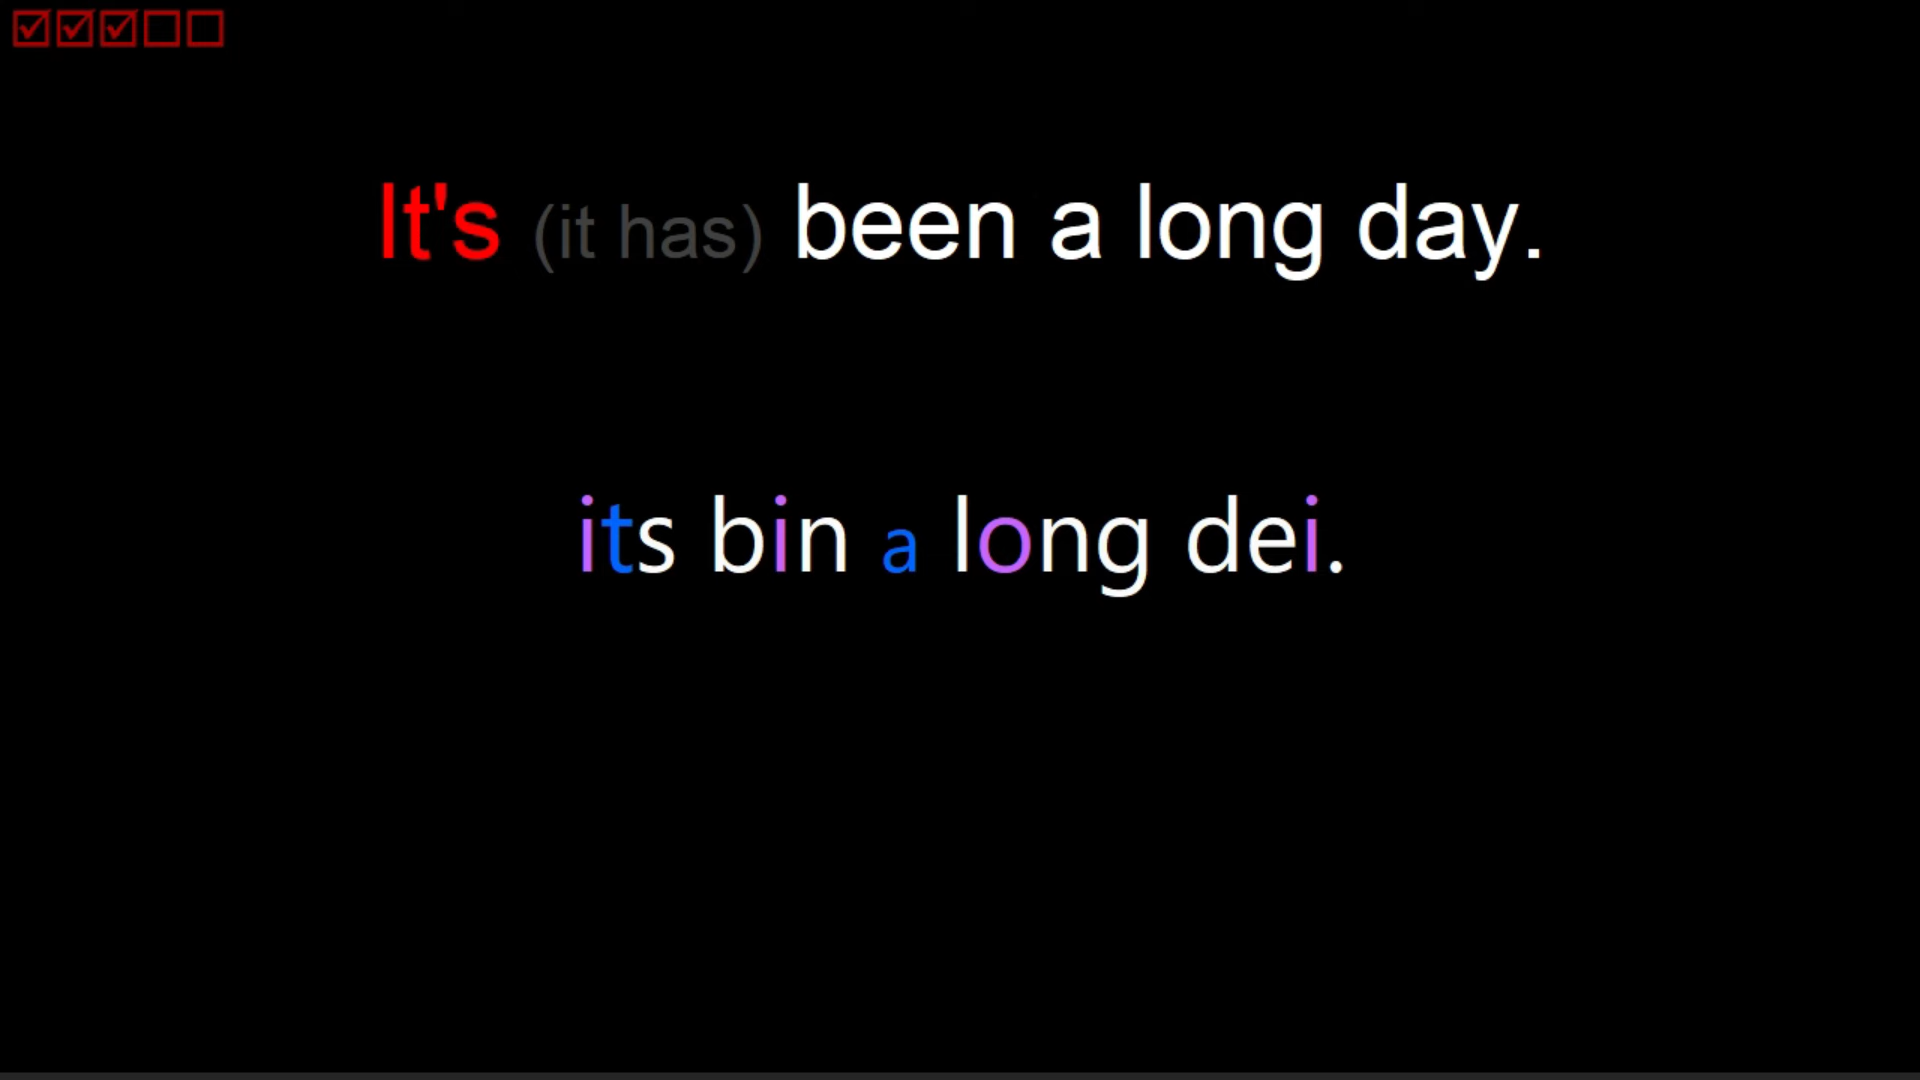 ☑☑☑☐☐
It's (it has) been a long day.
its bin a long dei.